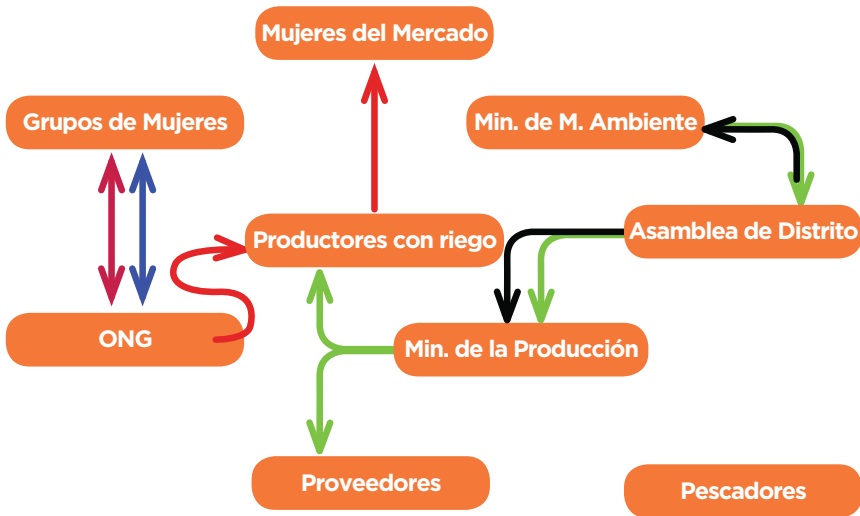 Mujeres del Mercado
Grupos de Mujeres
Min. de M. Ambiente
Productores con riego
Asamblea de Distrito
ONG
Min. de la Producción
Proveedores
Pescadores